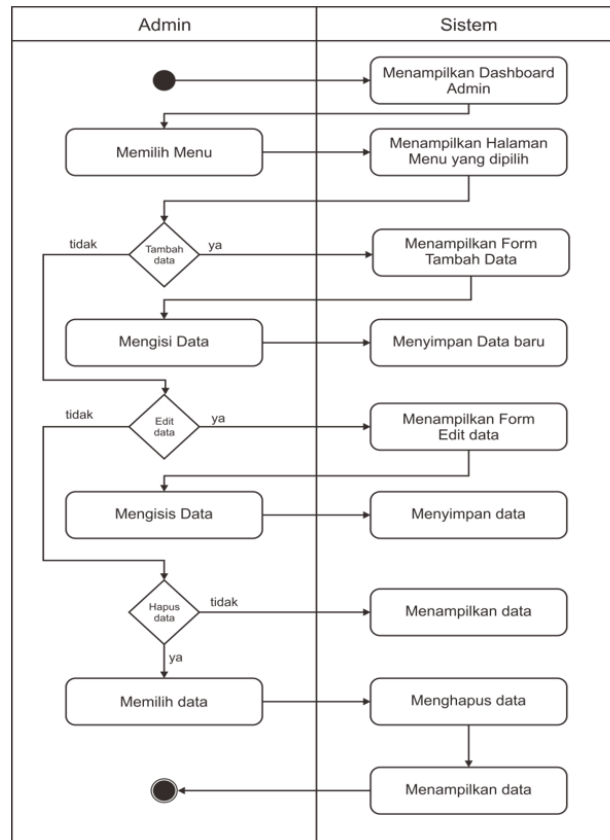 Admin
Sistem
Menampilkan Dashboard
Admin
Memilih Menu
Menampilkan Halaman
Menu yang dipilih
tidak
Tambah
data
ya
Menampilkan Form
Tambah Data
Mengisi Data
Menyimpan Data baru
tidak
Edit
data
ya
Menampilkan Form
Edit data
Mengisis Data
Menyimpan data
Hapus
data
tidak
Menampilkan data
ya
Memilih data
Menghapus data
Menampilkan data